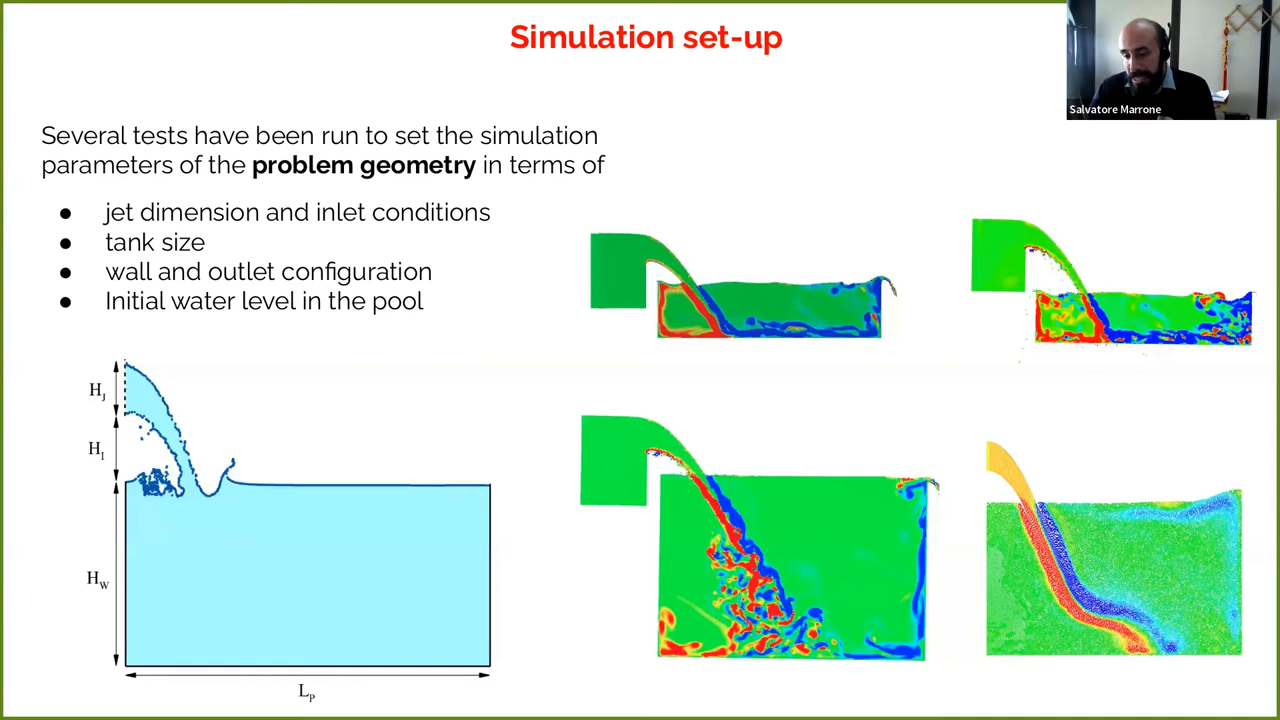 Simulation set-up
Salvatore Marrone
Several tests have been run to set the simulation
parameters of the problem geometry in terms of
● jet dimension and inlet conditions
● tank size
● wall and outlet configuration
● Initial water level in the pool
HJ
HI
HW
LP